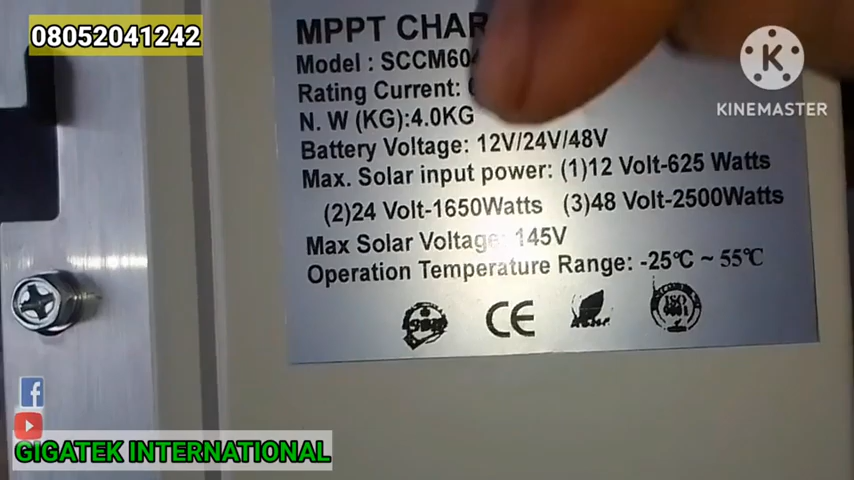 08052041242
MPPT CHAR
Model : SCCM60
Rating Current:
N. W (KG):4.0KG
Battery Voltage: 12V/24V/48V
Max. Solar input power: (1)12 Volt-625 Watts
(2)24 Volt-1650Watts (3)48 Volt-2500Watts
Max Solar Voltage: 145V
Operation Temperature Range: -25℃ ~ 55℃
CE
ISO
9001
K
KINEMASTER
f
GIGATEK INTERNATIONAL